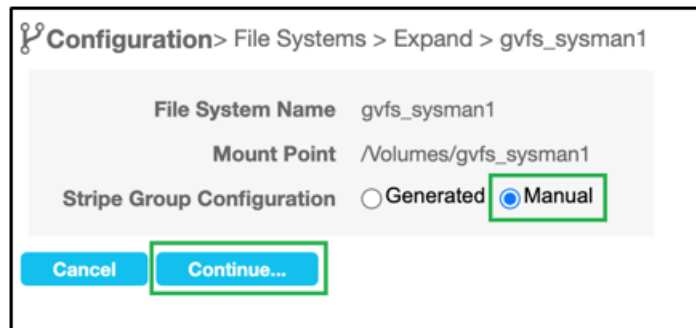 Configuration> File Systems > Expand > gvfs_sysman1
File System Name gvfs_sysman1
Mount Point /Volumes/gvfs_sysman1
Stripe Group Configuration Generated Manual
Cancel Continue...